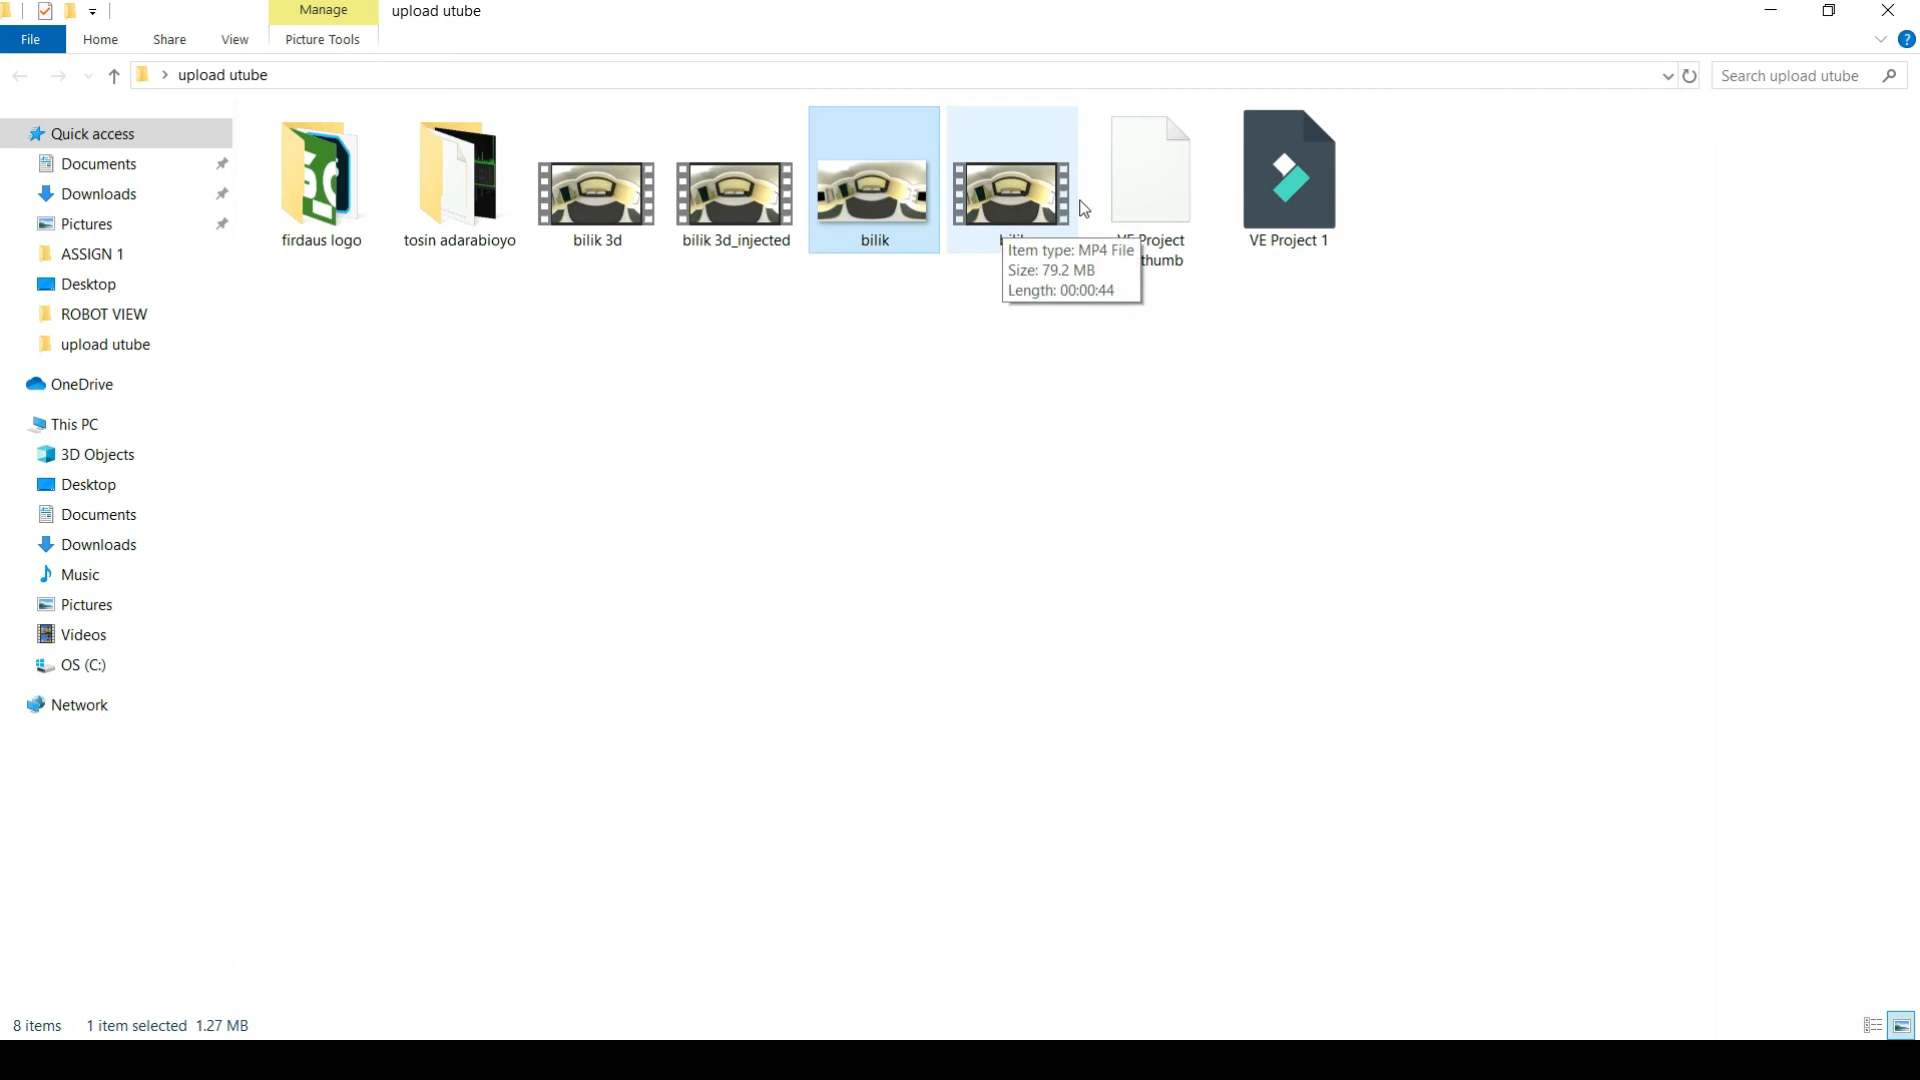 Manage
upload utube
File
Home
Share
View
Picture Tools
upload utube
Search upload utube
Quick access
Documents
Downloads
Pictures
ASSIGN 1
Desktop
ROBOT VIEW
upload utube
OneDrive
This PC
3D Objects
Desktop
Documents
Downloads
Music
Pictures
Videos
OS (C:)
Network
firdaus logo
tosin adarabioyo
bilik 3d
bilik 3d_injected
bilik
Project
thumb
VE Project 1
Item type: MP4 File
Size: 79.2 MB
Length: 00:00:44
8 items
1 item selected 1.27 MB